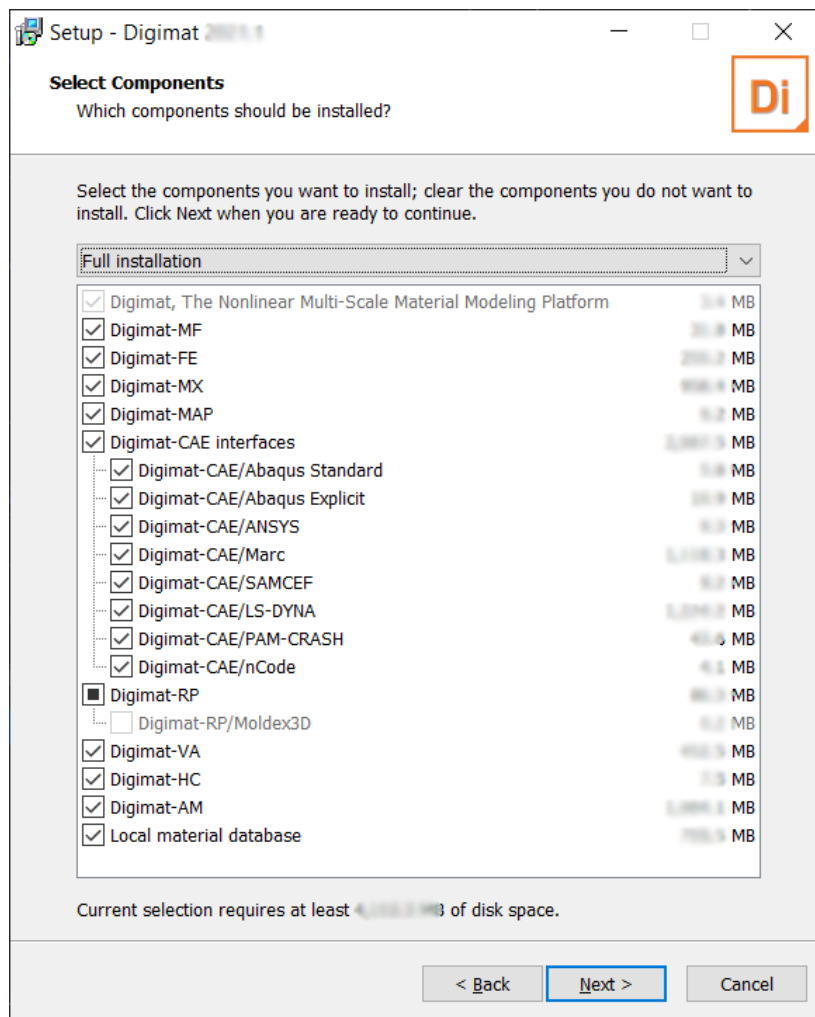 Setup - Digimat
Select Components
Which components should be installed?
Di
Select the components you want to install; clear the components you do not want to
install. Click Next when you are ready to continue.
Full installation
Digimat, The Nonlinear Multi-Scale Material Modeling Platform MB
Digimat-MF MB
Digimat-FE MB
Digimat-MX MB
Digimat-MAP MB
Digimat-CAE interfaces MB
Digimat-CAE/Abaqus Standard MB
Digimat-CAE/Abaqus Explicit MB
Digimat-CAE/ANSYS MB
Digimat-CAE/Marc MB
Digimat-CAE/SAMCEF MB
Digimat-CAE/LS-DYNA MB
Digimat-CAE/PAM-CRASH MB
Digimat-CAE/nCode MB
Digimat-RP MB
Digimat-RP/Moldex3D MB
Digimat-VA MB
Digimat-HC MB
Digimat-AM MB
Local material database MB
Current selection requires at least of disk space.
< Back Next > Cancel